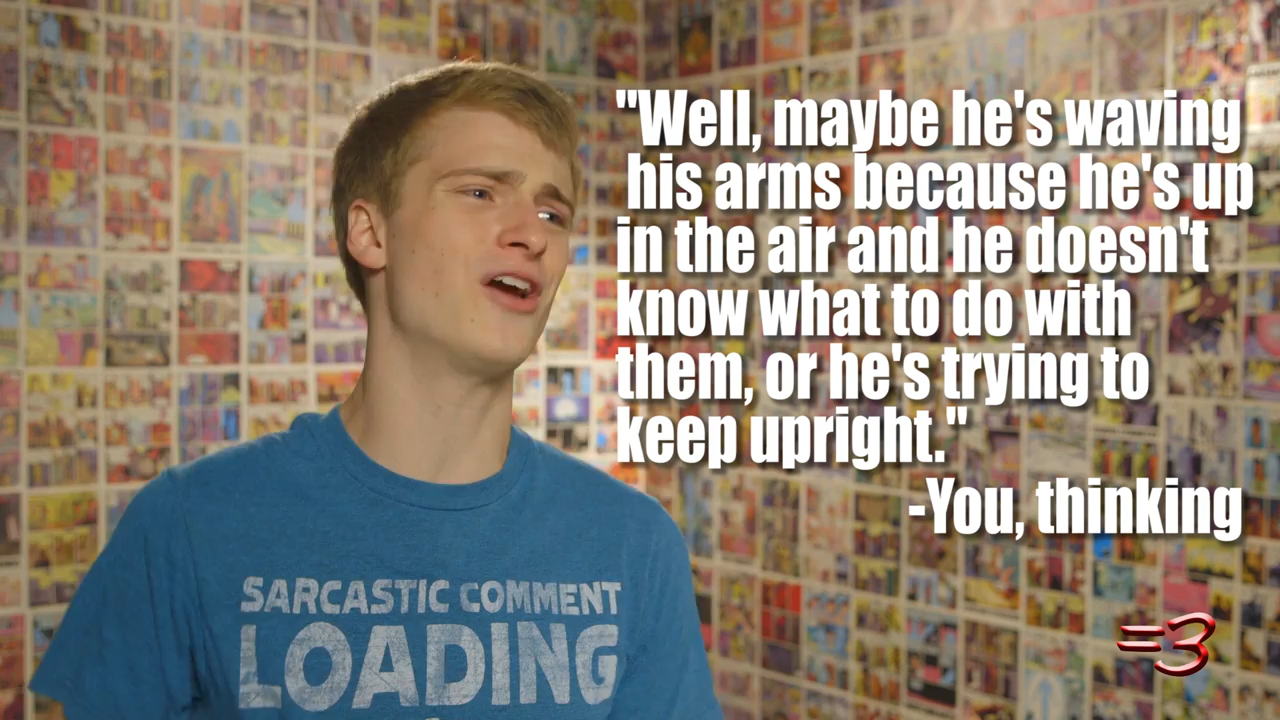 "Well, maybe he's waving
his arms because he's up
in the air and he doesn't
know what to do with
them, or he's trying to
keep upright."
-You, thinking
SARCASTIC COMMENT
LOADING
=3